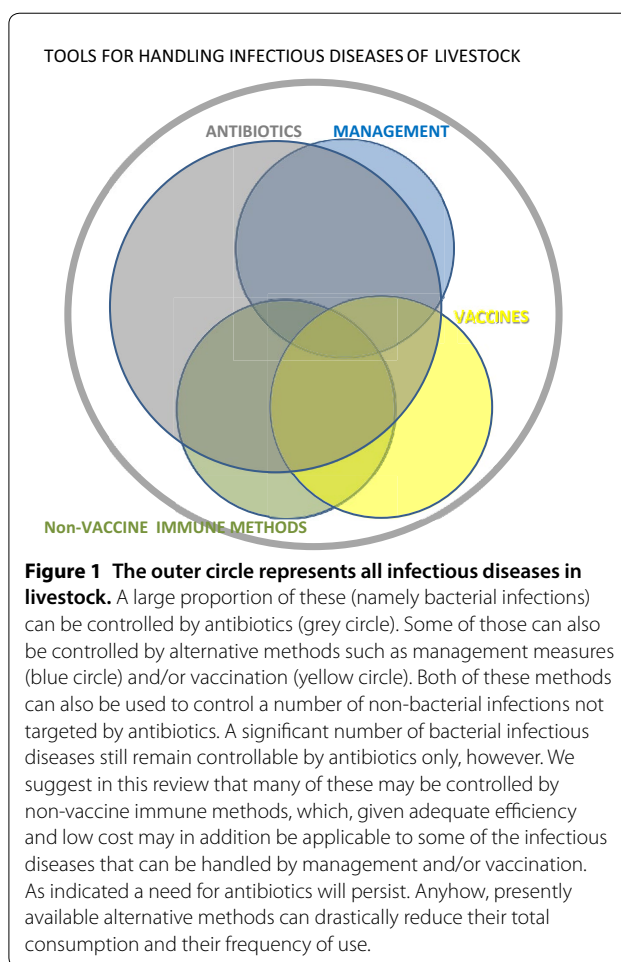 TOOLS FOR HANDLING INFECTIOUS DISEASES OF LIVESTOCK
ANTIBIOTICS MANAGEMENT
VACCINES
Non-VACCINE IMMUNE METHODS
Figure 1 The outer circle represents all infectious diseases in
livestock. A large proportion of these (namely bacterial infections)
can be controlled by antibiotics (grey circle). Some of those can also
be controlled by alternative methods such as management measures
(blue circle) and/or vaccination (yellow circle). Both of these methods
can also be used to control a number of non-bacterial infections not
targeted by antibiotics. A significant number of bacterial infectious
diseases still remain controllable by antibiotics only, however. We
suggest in this review that many of these may be controlled by
non-vaccine immune methods, which, given adequate efficiency
and low cost may in addition be applicable to some of the infectious
diseases that can be handled by management and/or vaccination.
As indicated a need for antibiotics will persist. Anyhow, presently
available alternative methods can drastically reduce their total
consumption and their frequency of use.